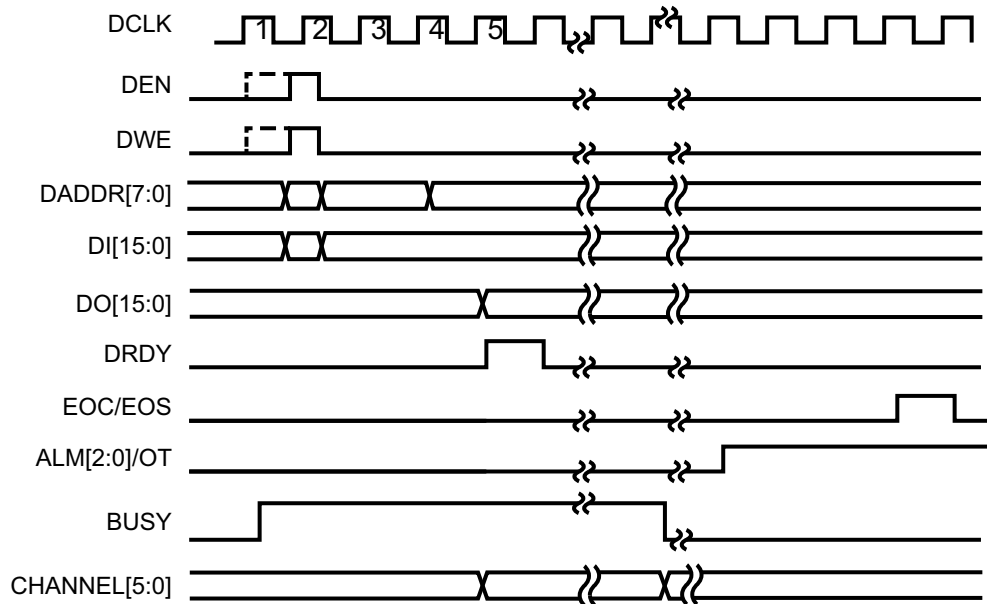 DCLK 1 2 3 4 5
DEN
DWE
DADDR[7:0]
DI[15:0]
DO[15:0]
DRDY
EOC/EOS
ALM[2:0]/OT
BUSY
CHANNEL[5:0]